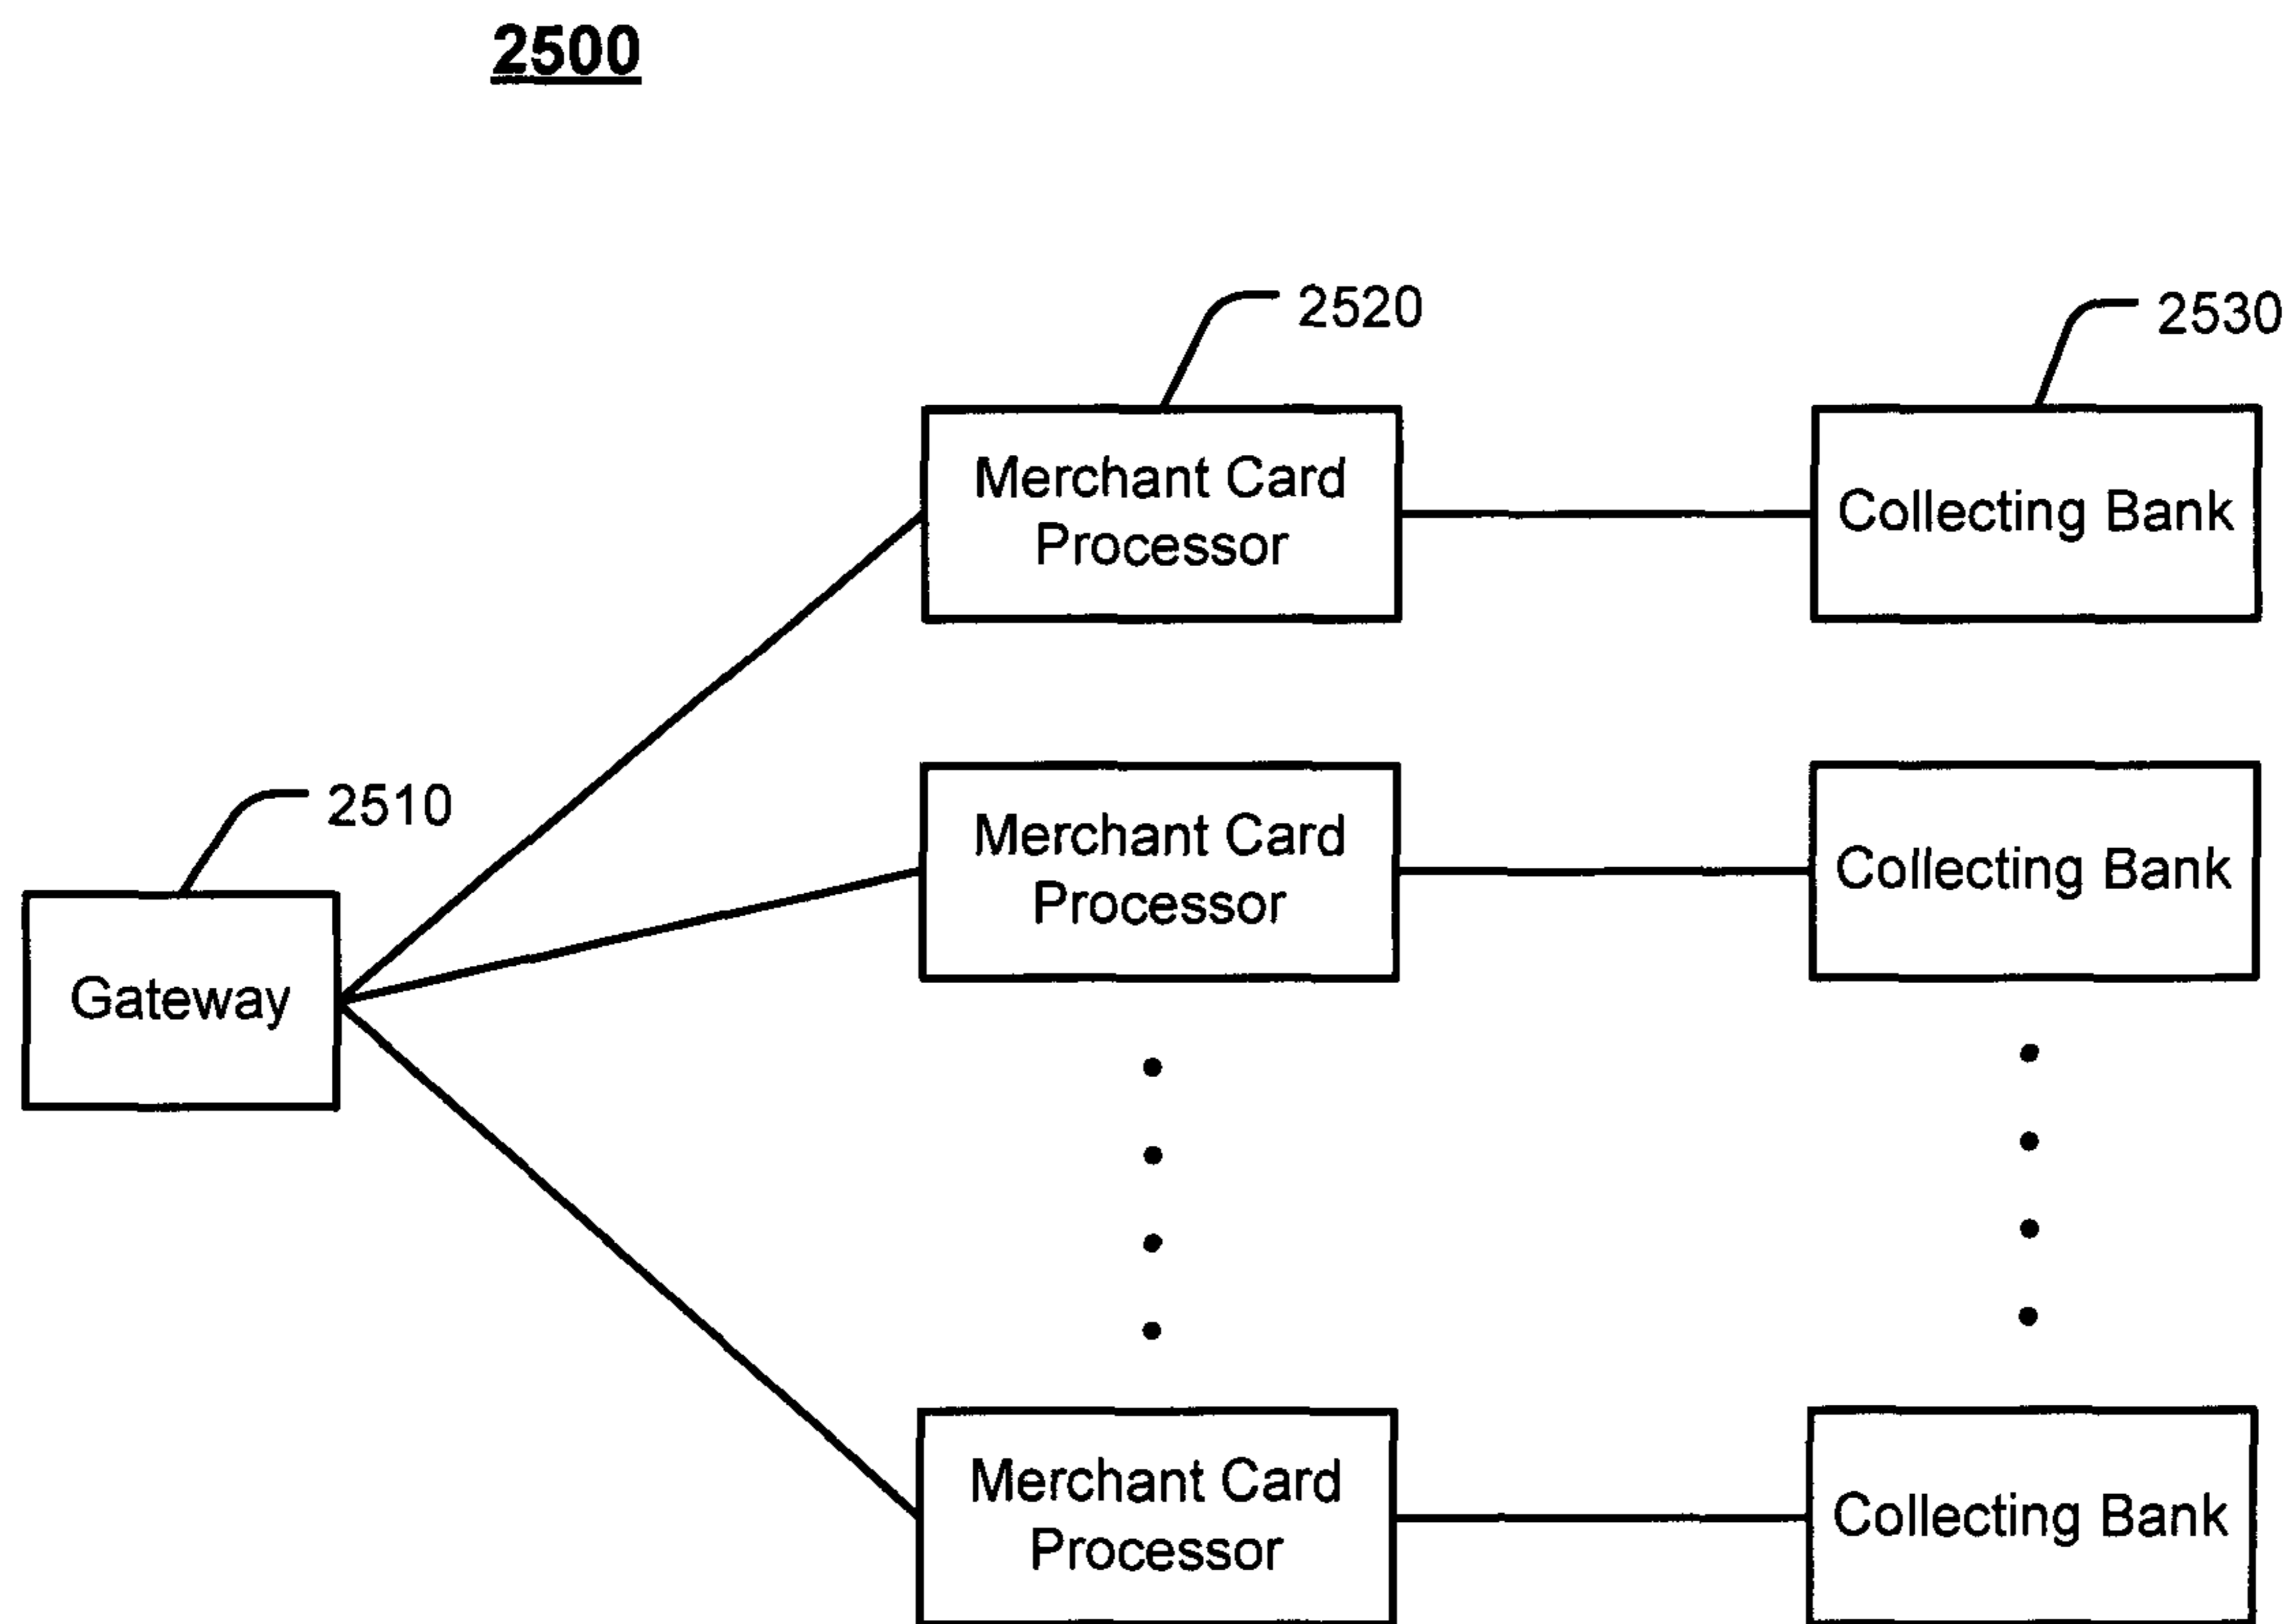 2500
2520
2530
Merchant Card
Processor
Collecting Bank
2510
Merchant Card
Processor
Collecting Bank
Gateway
Merchant Card
Processor
Collecting Bank